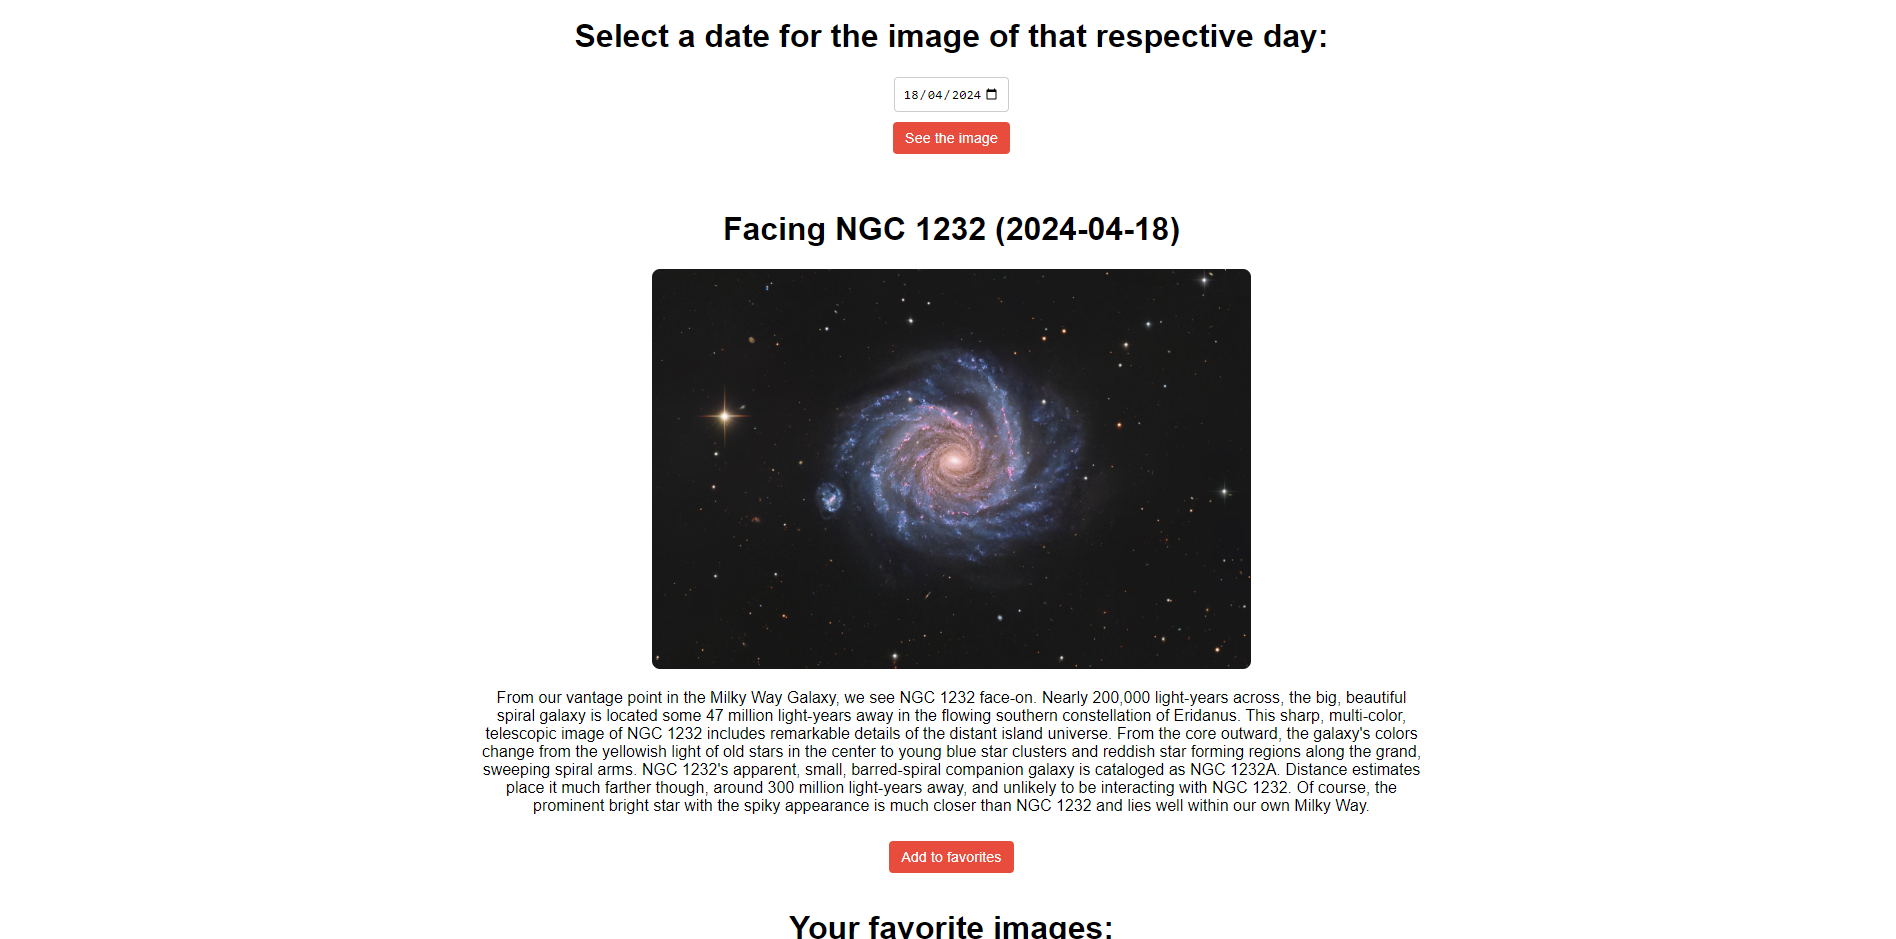 Select a date for the image of that respective day:
18/04/2024
See the image
Facing NGC 1232 (2024-04-18)
From our vantage point in the Milky Way Galaxy, we see NGC 1232 face-on. Nearly 200,000 light-years across, the big, beautiful
spiral galaxy is located some 47 million light-years away in the flowing southern constellation of Eridanus. This sharp, multi-color,
telescopic image of NGC 1232 includes remarkable details of the distant island universe. From the core outward, the galaxy's colors
change from the yellowish light of old stars in the center to young blue star clusters and reddish star forming regions along the grand,
sweeping spiral arms. NGC 1232's apparent, small, barred-spiral companion galaxy is cataloged as NGC 1232A. Distance estimates
place it much farther though, around 300 million light-years away, and unlikely to be interacting with NGC 1232. Of course, the
prominent bright star with the spiky appearance is much closer than NGC 1232 and lies well within our own Milky Way.
Add to favorites
Your favorite images: